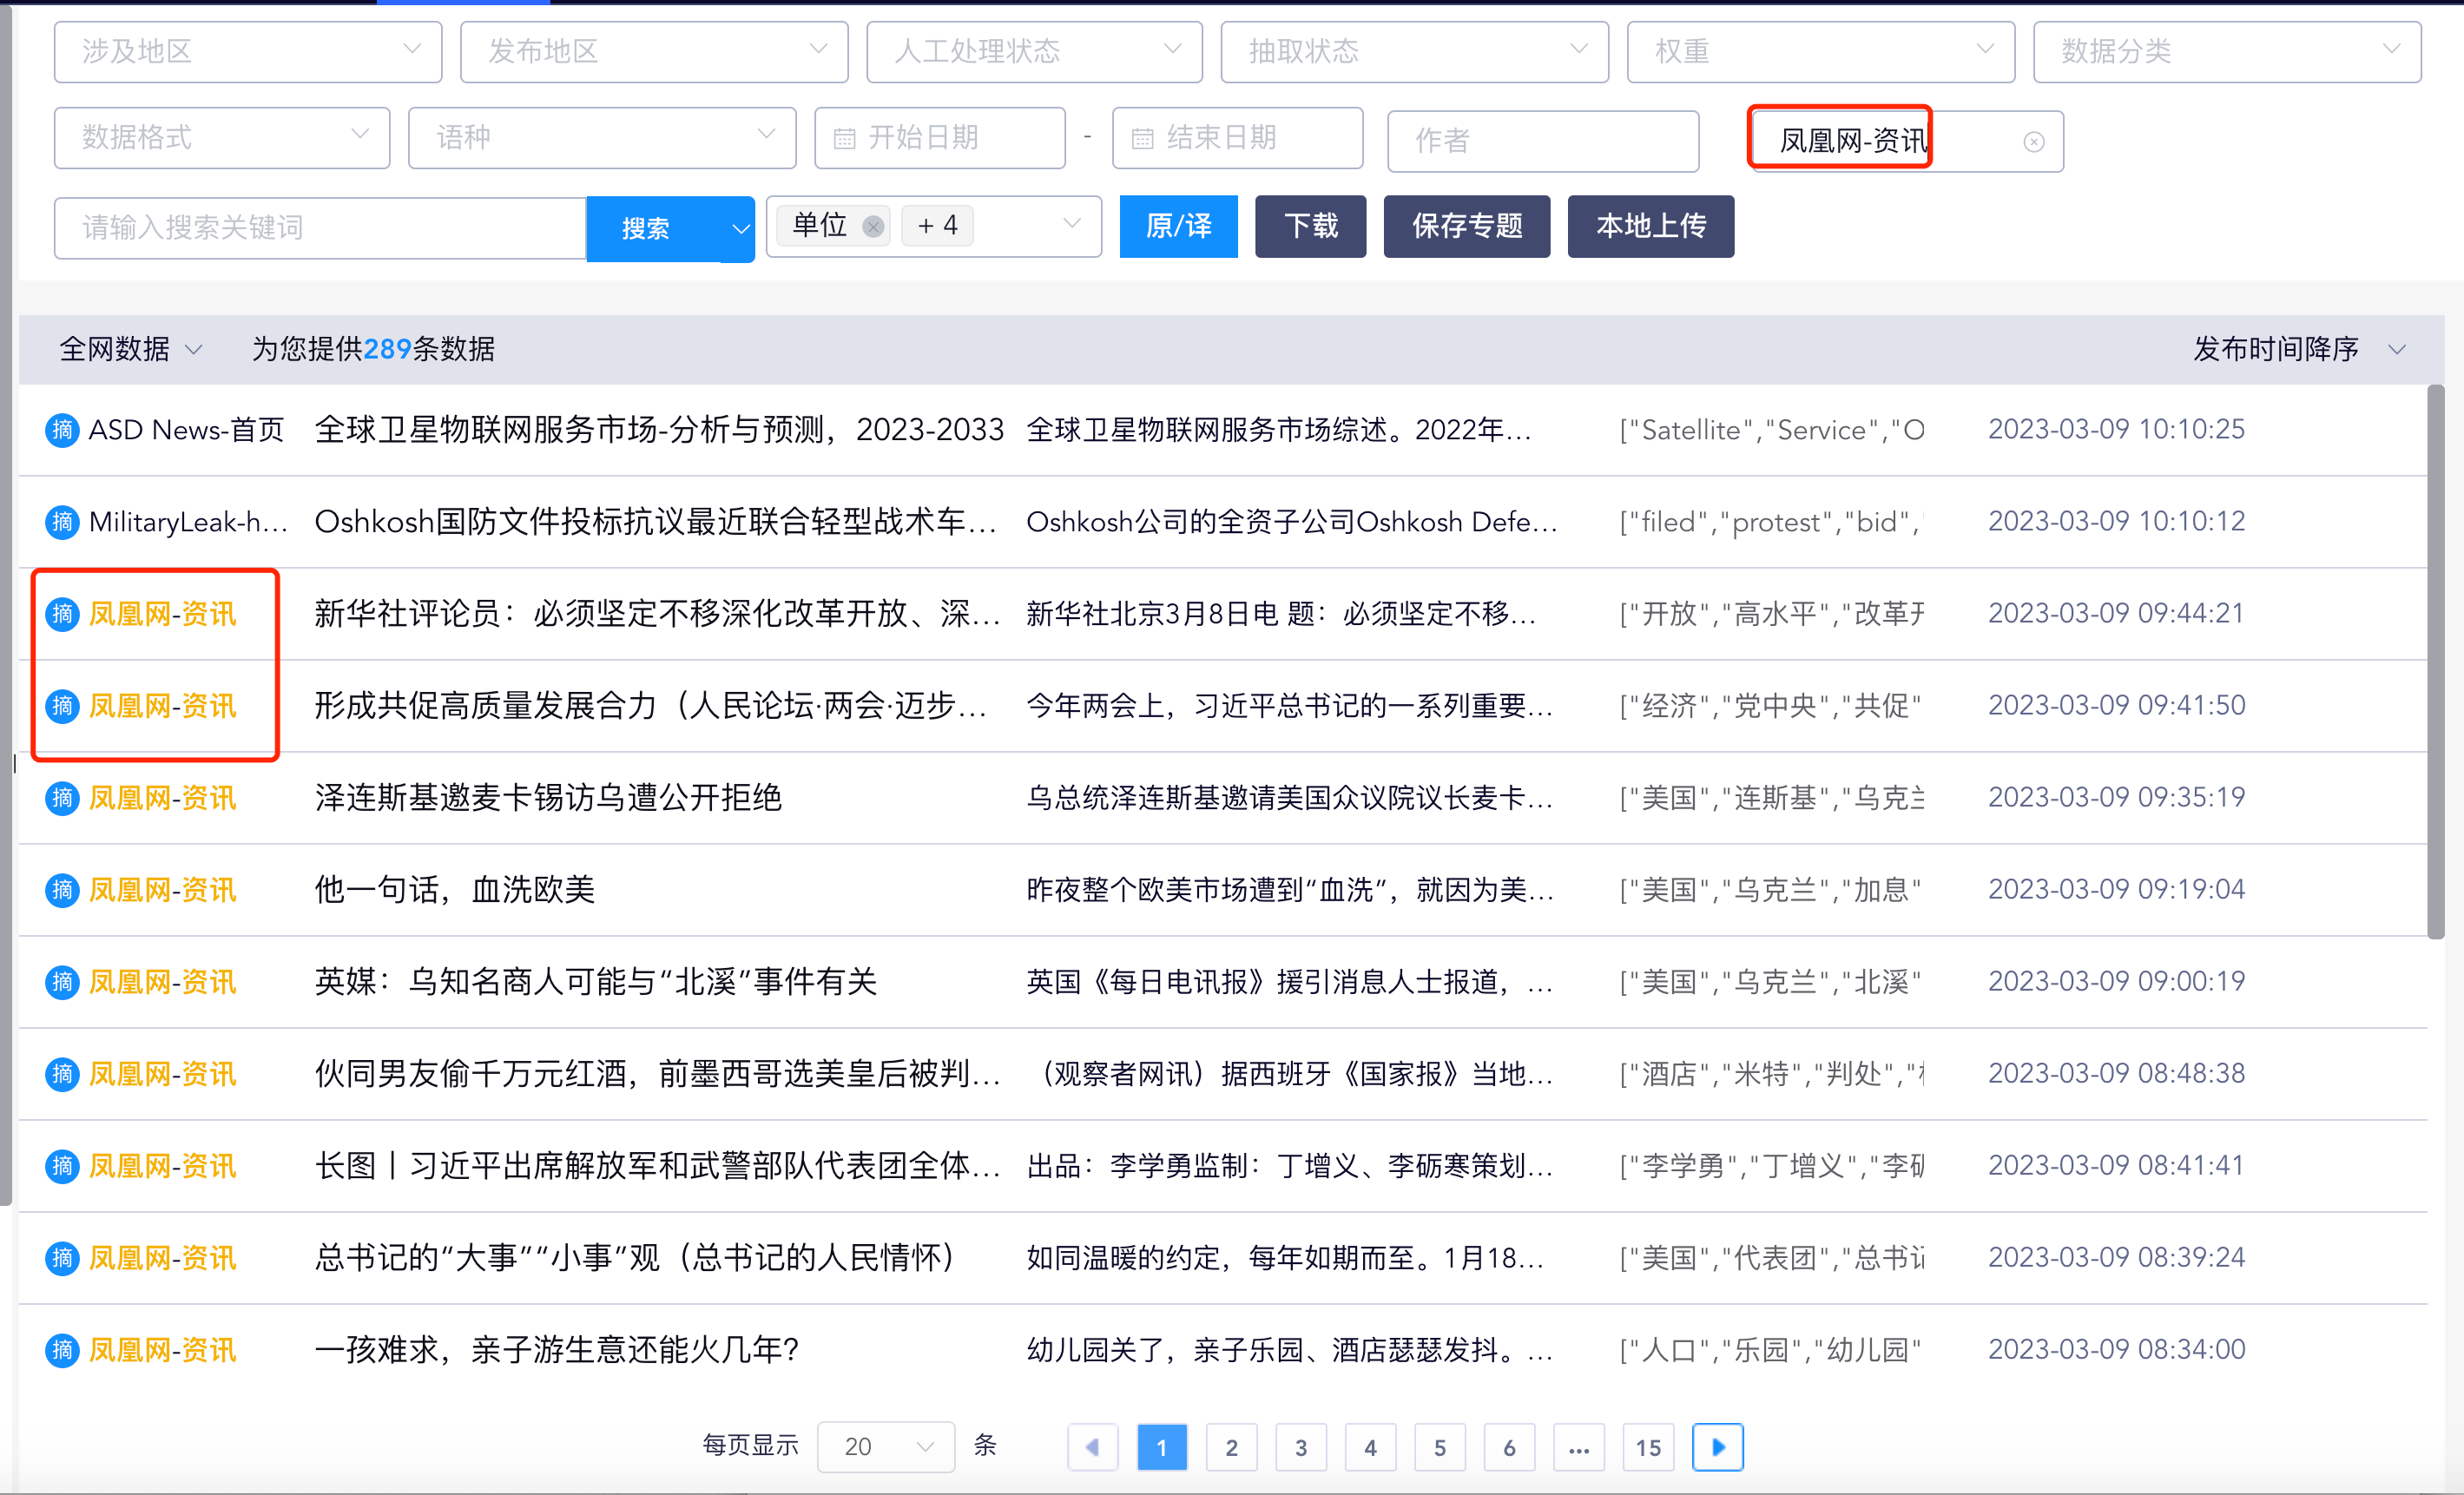 涉及地区 发布地区 人工处理状态 抽取状态 权重 数据分类
数据格式 语种 开始日期 - 结束日期 作者 凤凰网-资讯
请输入搜索关键词 搜索 单位 + 4 原/译 下载 保存专题 本地上传
全网数据 为您提供289条数据 发布时间降序
摘 ASD News-首页 全球卫星物联网服务市场-分析与预测，2023-2033 全球卫星物联网服务市场综述。2022年... ["Satellite","Service","O 2023-03-09 10:10:25
摘 MilitaryLeak-h... Oshkosh国防文件投标抗议最近联合轻型战术车... Oshkosh公司的全资子公司Oshkosh Defe... ["filed","protest","bid"," 2023-03-09 10:10:12
摘 凤凰网-资讯 新华社评论员：必须坚定不移深化改革开放、深... 新华社北京3月8日电 题：必须坚定不移... ["开放","高水平","改革开 2023-03-09 09:44:21
摘 凤凰网-资讯 形成共促高质量发展合力（人民论坛·两会·迈步... 今年两会上，习近平总书记的一系列重要... ["经济","党中央","共促" 2023-03-09 09:41:50
摘 凤凰网-资讯 泽连斯基邀麦卡锡访乌遭公开拒绝 乌总统泽连斯基邀请美国众议院议长麦卡... ["美国","连斯基","乌克兰 2023-03-09 09:35:19
摘 凤凰网-资讯 他一句话，血洗欧美 昨夜整个欧美市场遭到“血洗”，就因为美... ["美国","乌克兰","加息" 2023-03-09 09:19:04
摘 凤凰网-资讯 英媒：乌知名商人可能与“北溪”事件有关 英国《每日电讯报》援引消息人士报道，... ["美国","乌克兰","北溪" 2023-03-09 09:00:19
摘 凤凰网-资讯 伙同男友偷千万元红酒，前墨西哥选美皇后被判... （观察者网讯）据西班牙《国家报》当地... ["酒店","米特","判处"," 2023-03-09 08:48:38
摘 凤凰网-资讯 长图丨习近平出席解放军和武警部队代表团全体... 出品：李学勇监制：丁增义、李砺寒策划... ["李学勇","丁增义","李砺 2023-03-09 08:41:41
摘 凤凰网-资讯 总书记的“大事”“小事”观（总书记的人民情怀） 如同温暖的约定，每年如期而至。1月18... ["美国","代表团","总书记 2023-03-09 08:39:24
摘 凤凰网-资讯 一孩难求，亲子游生意还能火几年？ 幼儿园关了，亲子乐园、酒店瑟瑟发抖。... ["人口","乐园","幼儿园" 2023-03-09 08:34:00
每页显示 20 条 1 2 3 4 5 6 ... 15